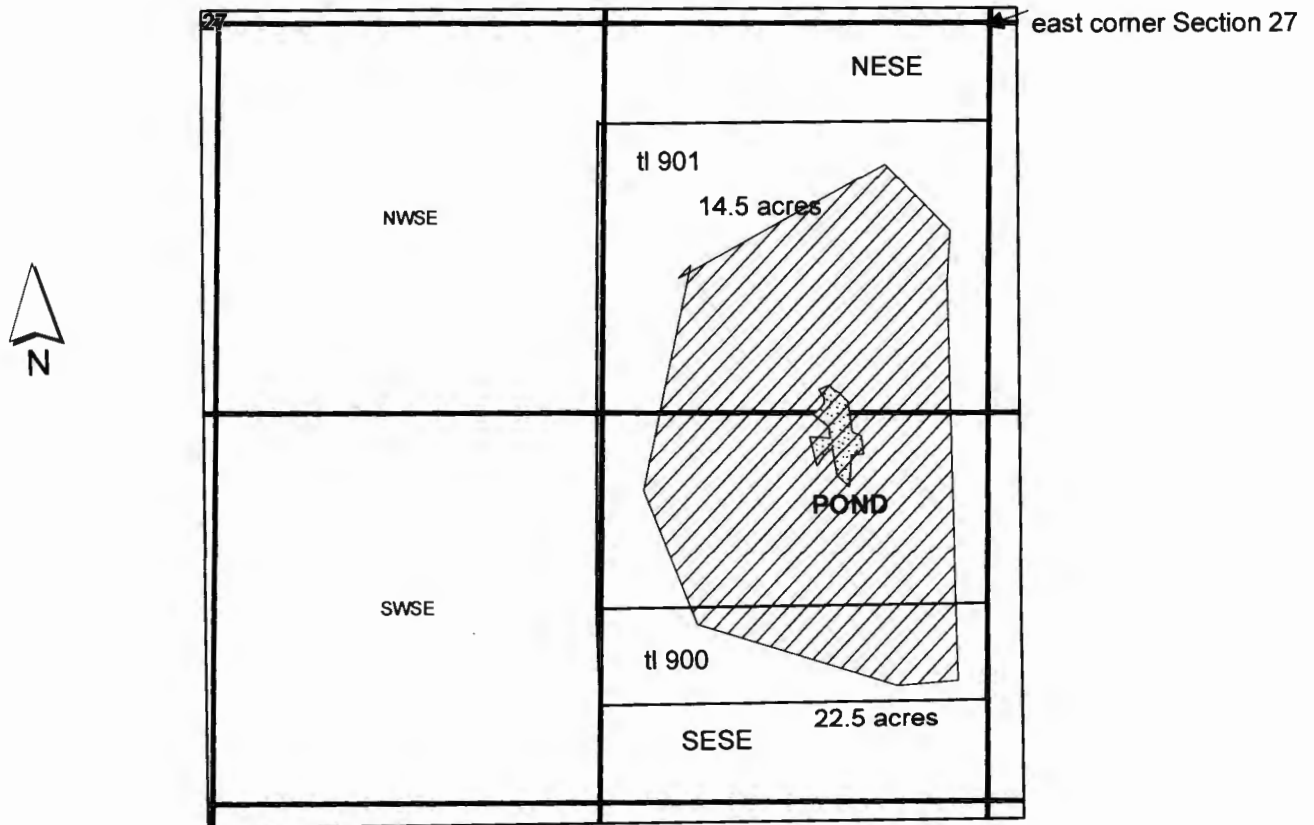 27
east corner Section 27
NESE
tl 901
14.5 acres
NWSE
N
POND
SWSE
tl 900
22.5 acres
SESE